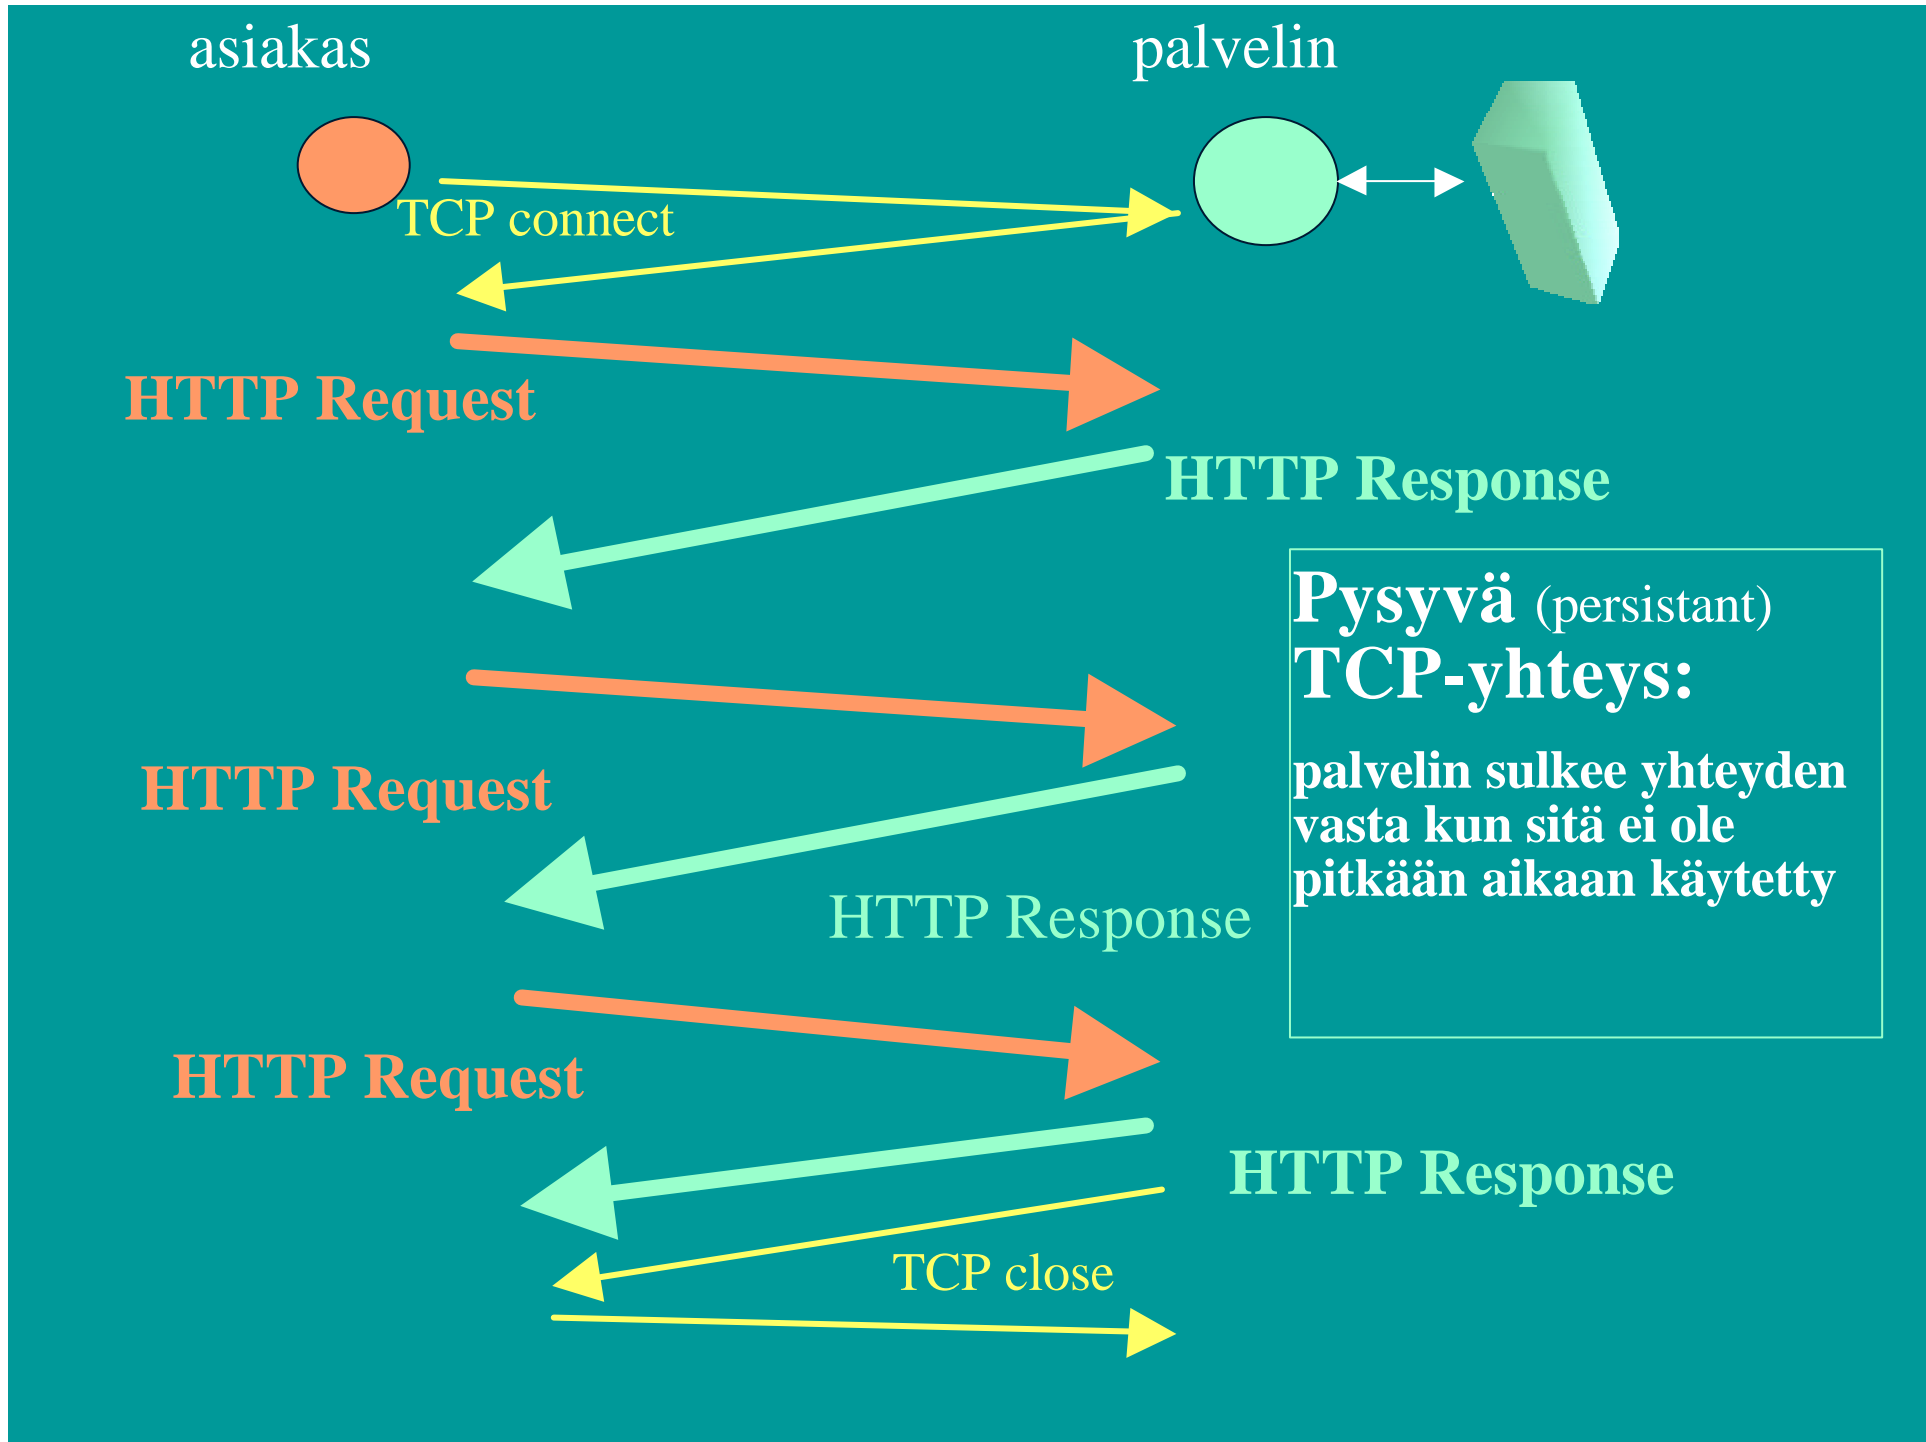 asiakas
palvelin
TCP connect
HTTP Request
HTTP Response
Pysyvä (persistant)
TCP-yhteys:
palvelin sulkee yhteyden
vasta kun sitä ei ole
pitkään aikaan käytetty
HTTP Request
HTTP Response
HTTP Request
HTTP Response
TCP close